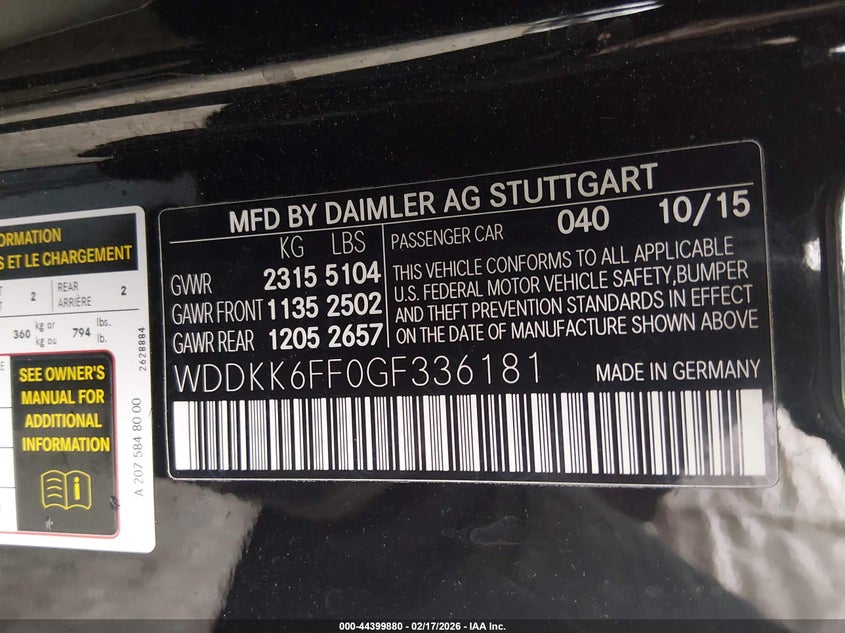 MFD BY DAIMLER AG STUTTGART
KG LBS
GVWR 2315 5104
GAWR FRONT 1135 2502
GAWR REAR 1205 2657
PASSENGER CAR 040 10/15
THIS VEHICLE CONFORMS TO ALL APPLICABLE
U.S. FEDERAL MOTOR VEHICLE SAFETY,BUMPER
AND THEFT PREVENTION STANDARDS IN EFFECT
ON THE DATE OF MANUFACTURE SHOWN ABOVE
WDDKK6FF0GF336181 MADE IN GERMANY
ET LE CHARGEMENT
2 REAR 2
ARRIÈRE
360 kg or 794 lbs.
kg ou lb.
SEE OWNER'S
MANUAL FOR
ADDITIONAL
INFORMATION
2628884
A 207 584 80 00
000-44399880 - 02/17/2026 - IAA Inc.